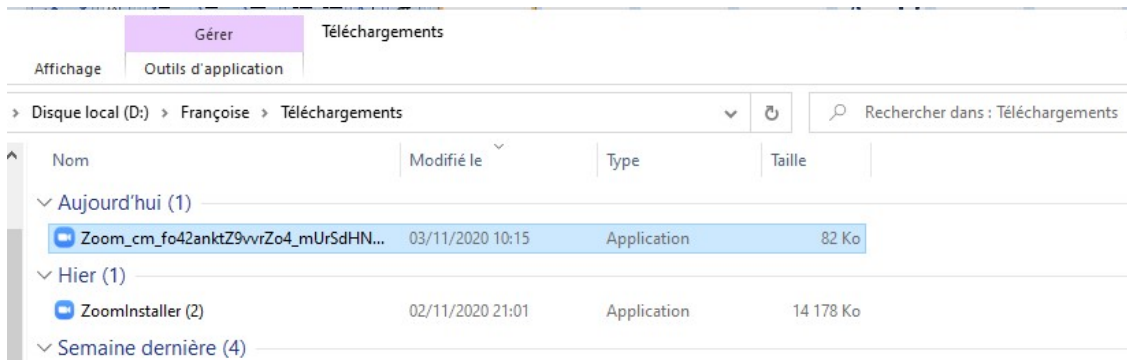 Gérer Téléchargements
Affichage Outils d'application
Disque local (D:) > Françoise > Téléchargements Rechercher dans : Téléchargements
Nom Modifié le Type Taille
Aujourd'hui (1)
Zoom_cm_fo42anktZ9vvrZo4_mUrSdHN... 03/11/2020 10:15 Application 82 Ko
Hier (1)
ZoomInstaller (2) 02/11/2020 21:01 Application 14 178 Ko
Semaine dernière (4)